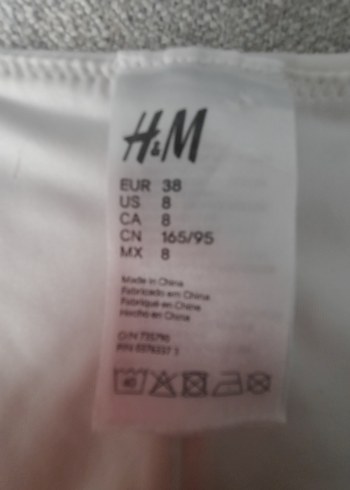 H&M
EUR 38
US 8
CA 8
CN 165/95
MX 8
Made in China
Fabricado em China
Fabriqué en Chine
Hecho en China
O/N
P/N
40